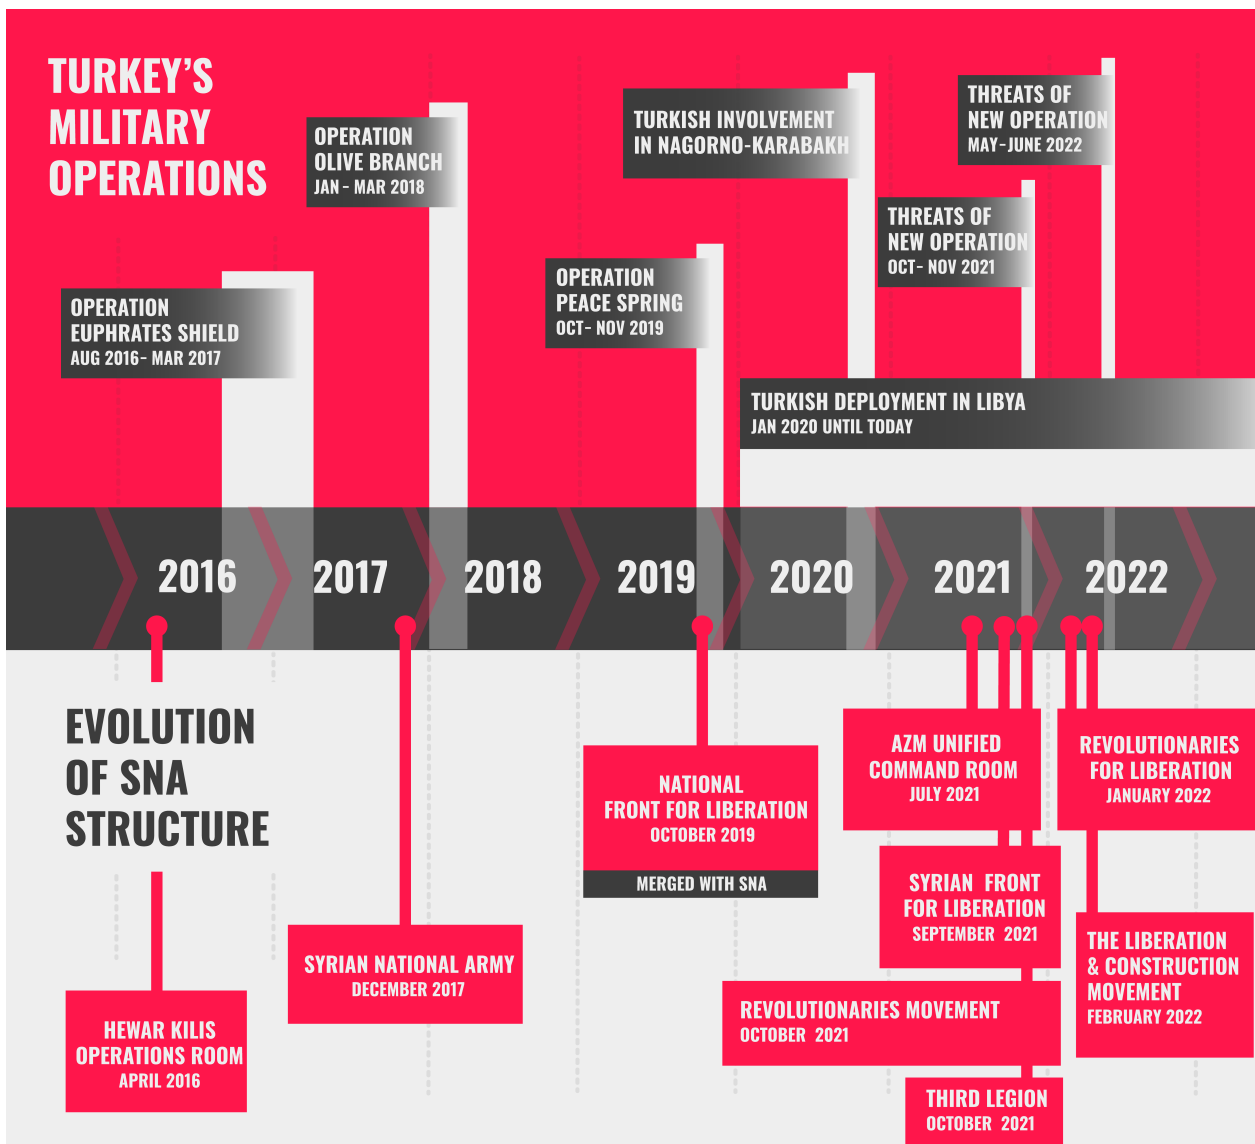 TURKEY'S
MILITARY
OPERATIONS
OPERATION
EUPHRATES SHIELD
AUG 2016- MAR 2017
OPERATION
OLIVE BRANCH
JAN - MAR 2018
OPERATION
PEACE SPRING
OCT- NOV 2019
TURKISH INVOLVEMENT
IN NAGORNO-KARABAKH
THREATS OF
NEW OPERATION
OCT- NOV 2021
THREATS OF
NEW OPERATION
MAY-JUNE 2022
TURKISH DEPLOYMENT IN LIBYA
JAN 2020 UNTIL TODAY
2016
2017
2018
2019
2020
2021
2022
EVOLUTION
OF SNA
STRUCTURE
HEWAR KILIS
OPERATIONS ROOM
APRIL 2016
SYRIAN NATIONAL ARMY
DECEMBER 2017
NATIONAL
FRONT FOR LIBERATION
OCTOBER 2019
MERGED WITH SNA
AZM UNIFIED
COMMAND ROOM
JULY 2021
SYRIAN FRONT
FOR LIBERATION
SEPTEMBER 2021
REVOLUTIONARIES MOVEMENT
OCTOBER 2021
THIRD LEGION
OCTOBER 2021
REVOLUTIONARIES
FOR LIBERATION
JANUARY 2022
THE LIBERATION
& CONSTRUCTION
MOVEMENT
FEBRUARY 2022